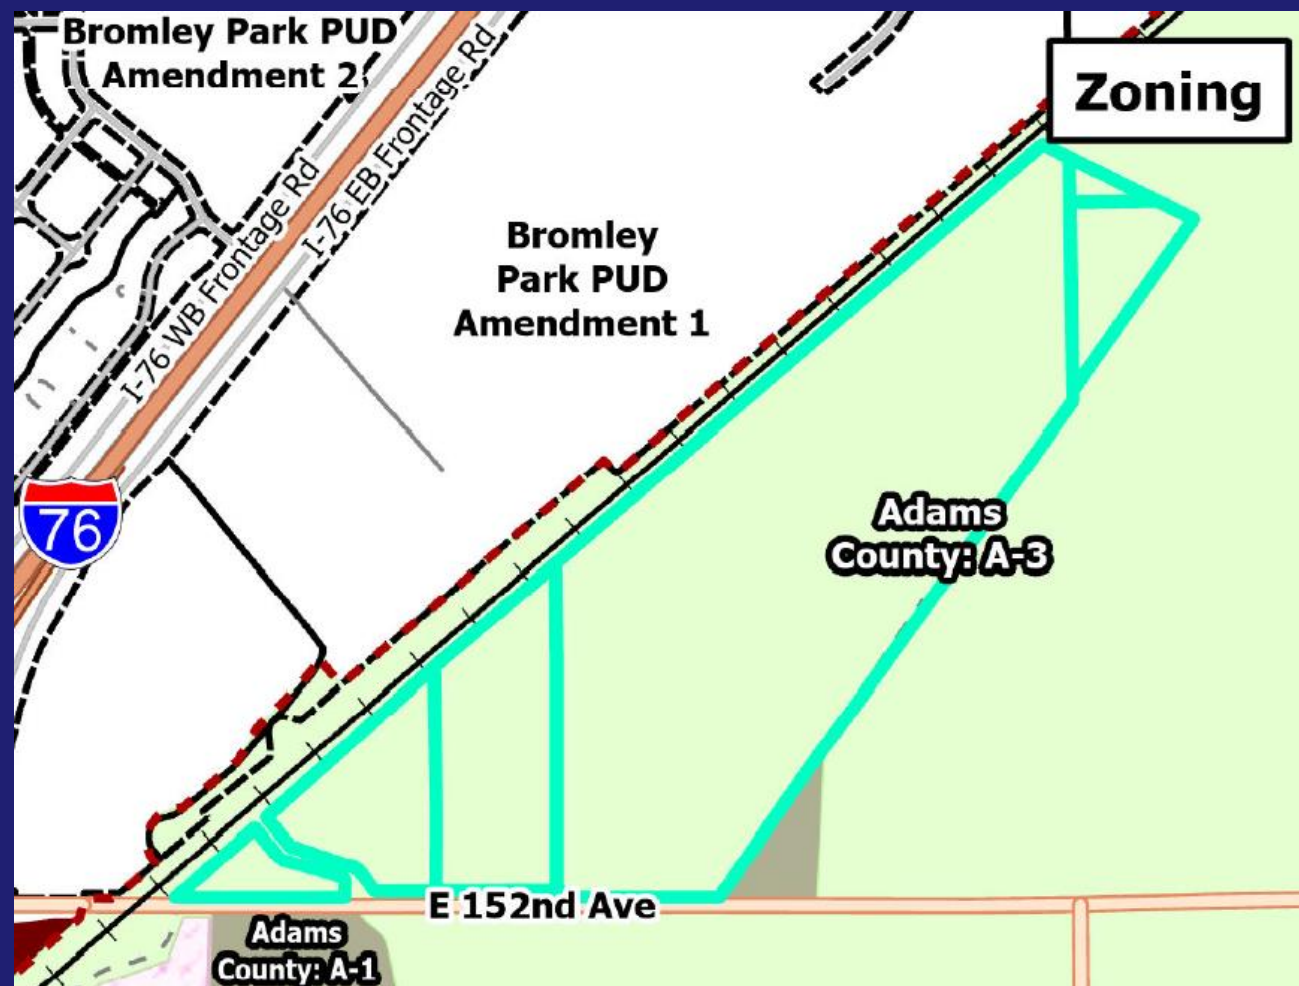 Bromley Park PUD
Amendment 2
Zoning
I-76 WB Frontage Rd
I-76 EB Frontage Rd
Bromley
Park PUD
Amendment 1
76
Adams
County: A-3
E 152nd Ave
Adams
County: A-1